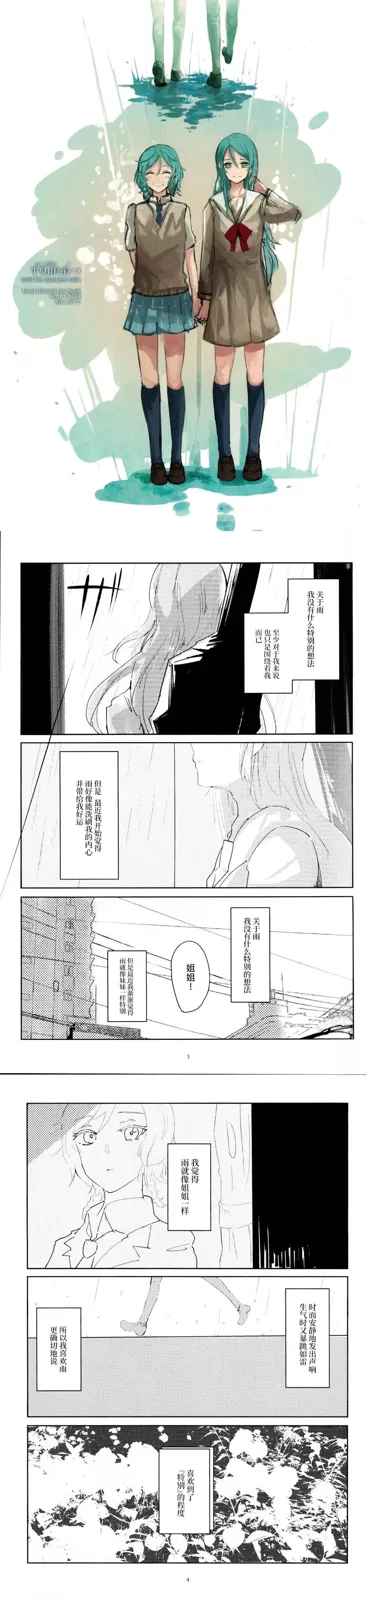 关于雨
我没有什么特别的想法
至少对于我来说
也只是围绕着我
而已
但是 最近我开始觉得
雨好像能洗刷我的内心
并带给我好运
关于雨
我没有什么特别的想法
姐姐！
但是最近我渐渐觉得
雨就像妹妹一样特别
3
我觉得
雨就像姐姐一样
时而安静地发出声响
生气时又暴跳如雷
所以我喜欢雨
更确切地说
喜欢到了
『特别』的程度
4